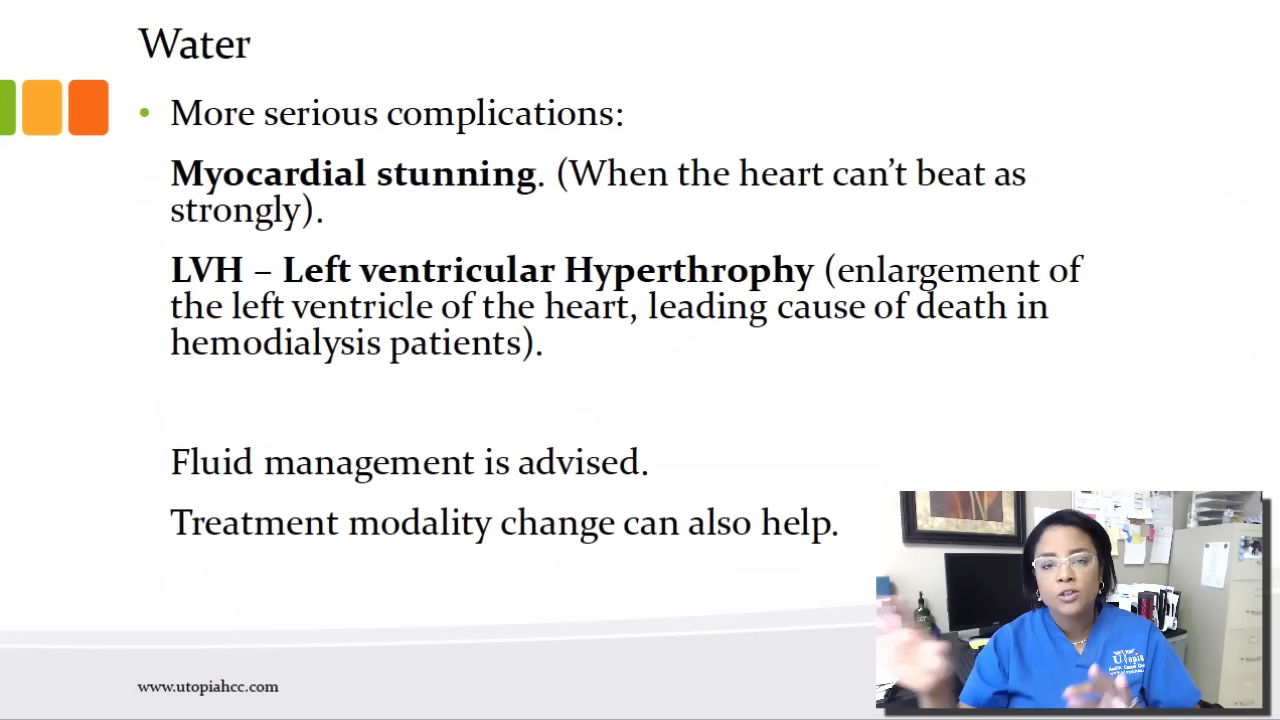 Water
• More serious complications:
Myocardial stunning. (When the heart can’t beat as
strongly).
LVH – Left ventricular Hyperthrophy (enlargement of
the left ventricle of the heart, leading cause of death in
hemodialysis patients).
Fluid management is advised.
Treatment modality change can also help.
www.utopiahcc.com
Utopia